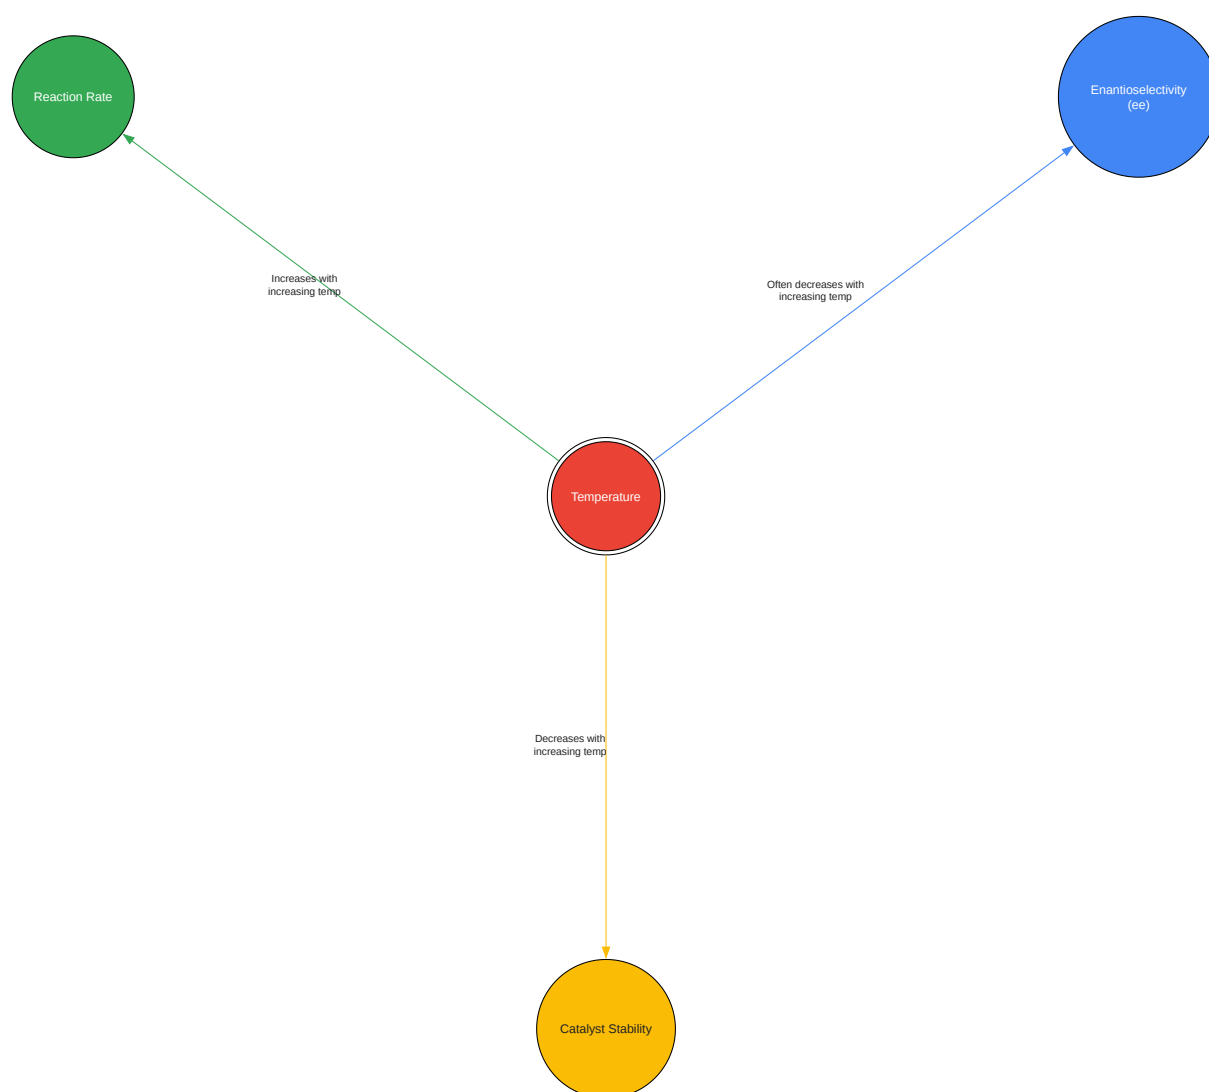 Reaction Rate
Enantioselectivity
(ee)
Increases with
increasing temp
Often decreases with
increasing temp
Temperature
Decreases with
increasing temp
Catalyst Stability